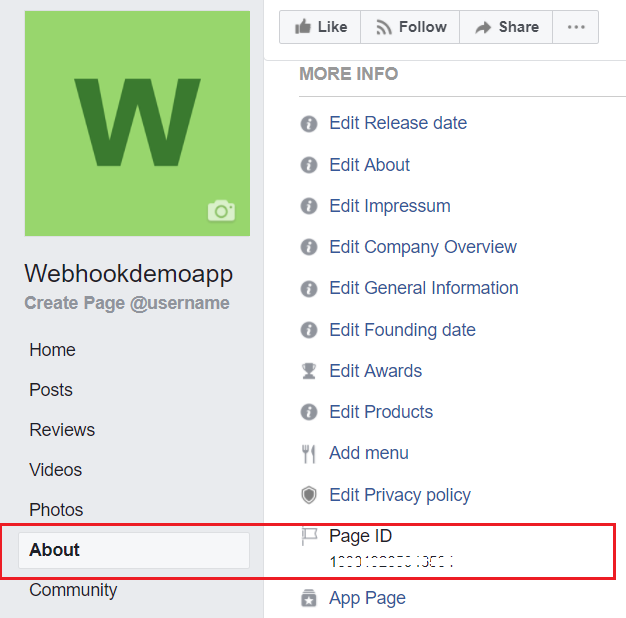 W
Webhookdemoapp
Create Page @username
Home
Posts
Reviews
Videos
Photos
About
Community
Like Follow Share
MORE INFO
Edit Release date
Edit About
Edit Impressum
Edit Company Overview
Edit General Information
Edit Founding date
Edit Awards
Edit Products
Add menu
Edit Privacy policy
Page ID
App Page